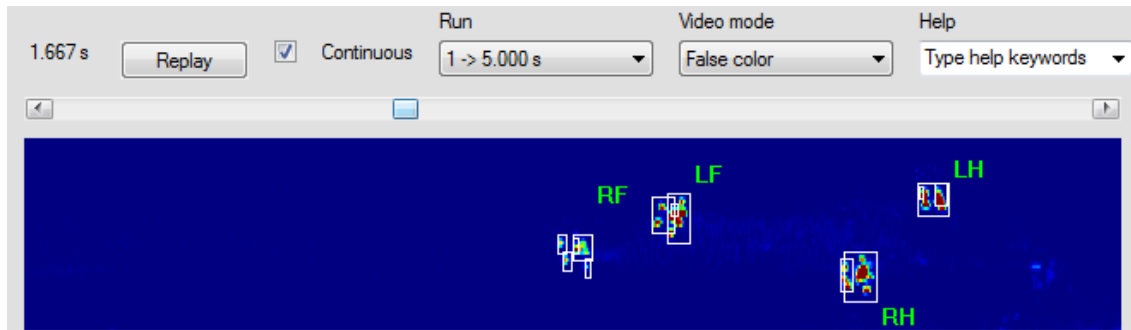 Run
Video mode
Help
1.667 s
Replay
Continuous
1 -> 5.000 s
False color
Type help keywords
LH
LF
RF
RH